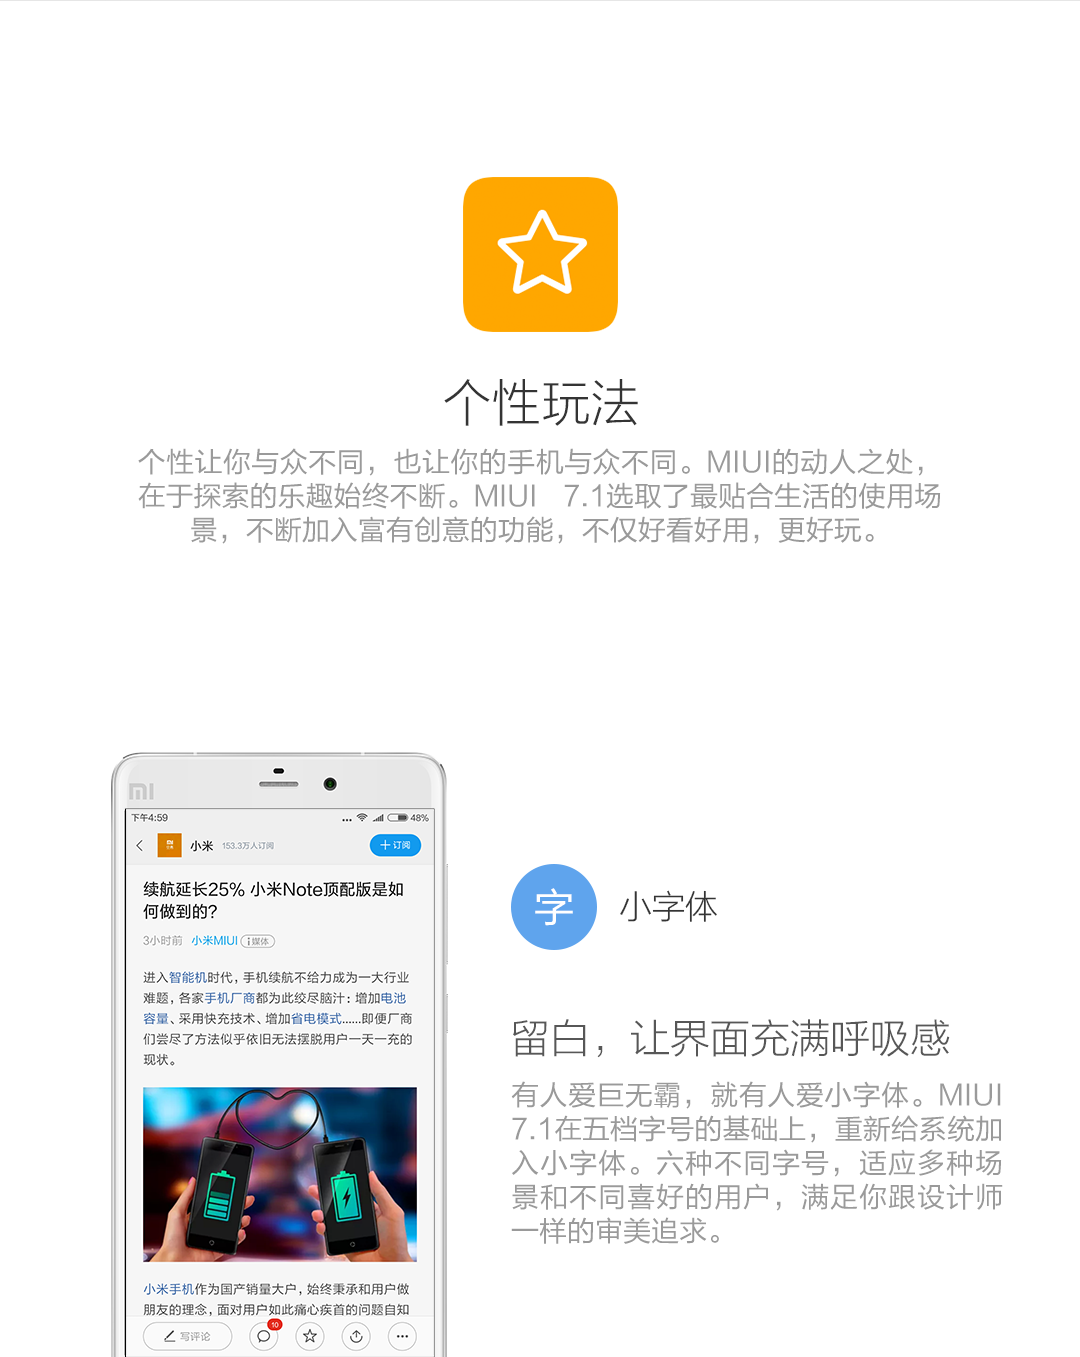 个性玩法
个性让你与众不同，也让你的手机与众不同。MIUI的动人之处，
在于探索的乐趣始终不断。MIUI 7.1选取了最贴合生活的使用场
景，不断加入富有创意的功能，不仅好看好用，更好玩。
MI
下午4:59
48%
小米
153.3万人订阅
＋订阅
续航延长25% 小米Note顶配版是如
何做到的?
3小时前 小米MIUI 媒体
进入智能机时代，手机续航不给力成为一大行业
难题、各家手机厂商都为此绞尽脑汁：增加电池
容量、采用快充技术、增加省电模式......即便厂商
们尝尽了方法似乎依旧无法摆脱用户一天一充的
现状。
小米手机作为国产销量大户，始终秉承和用户做
朋友的理念，面对用户如此痛心疾首的问题自知
写评论
10
字
小字体
留白，让界面充满呼吸感
有人爱巨无霸，就有人爱小字体。MIUI
7.1在五档字号的基础上，重新给系统加
入小字体。六种不同字号，适应多种场
景和不同喜好的用户，满足你跟设计师
一样的审美追求。